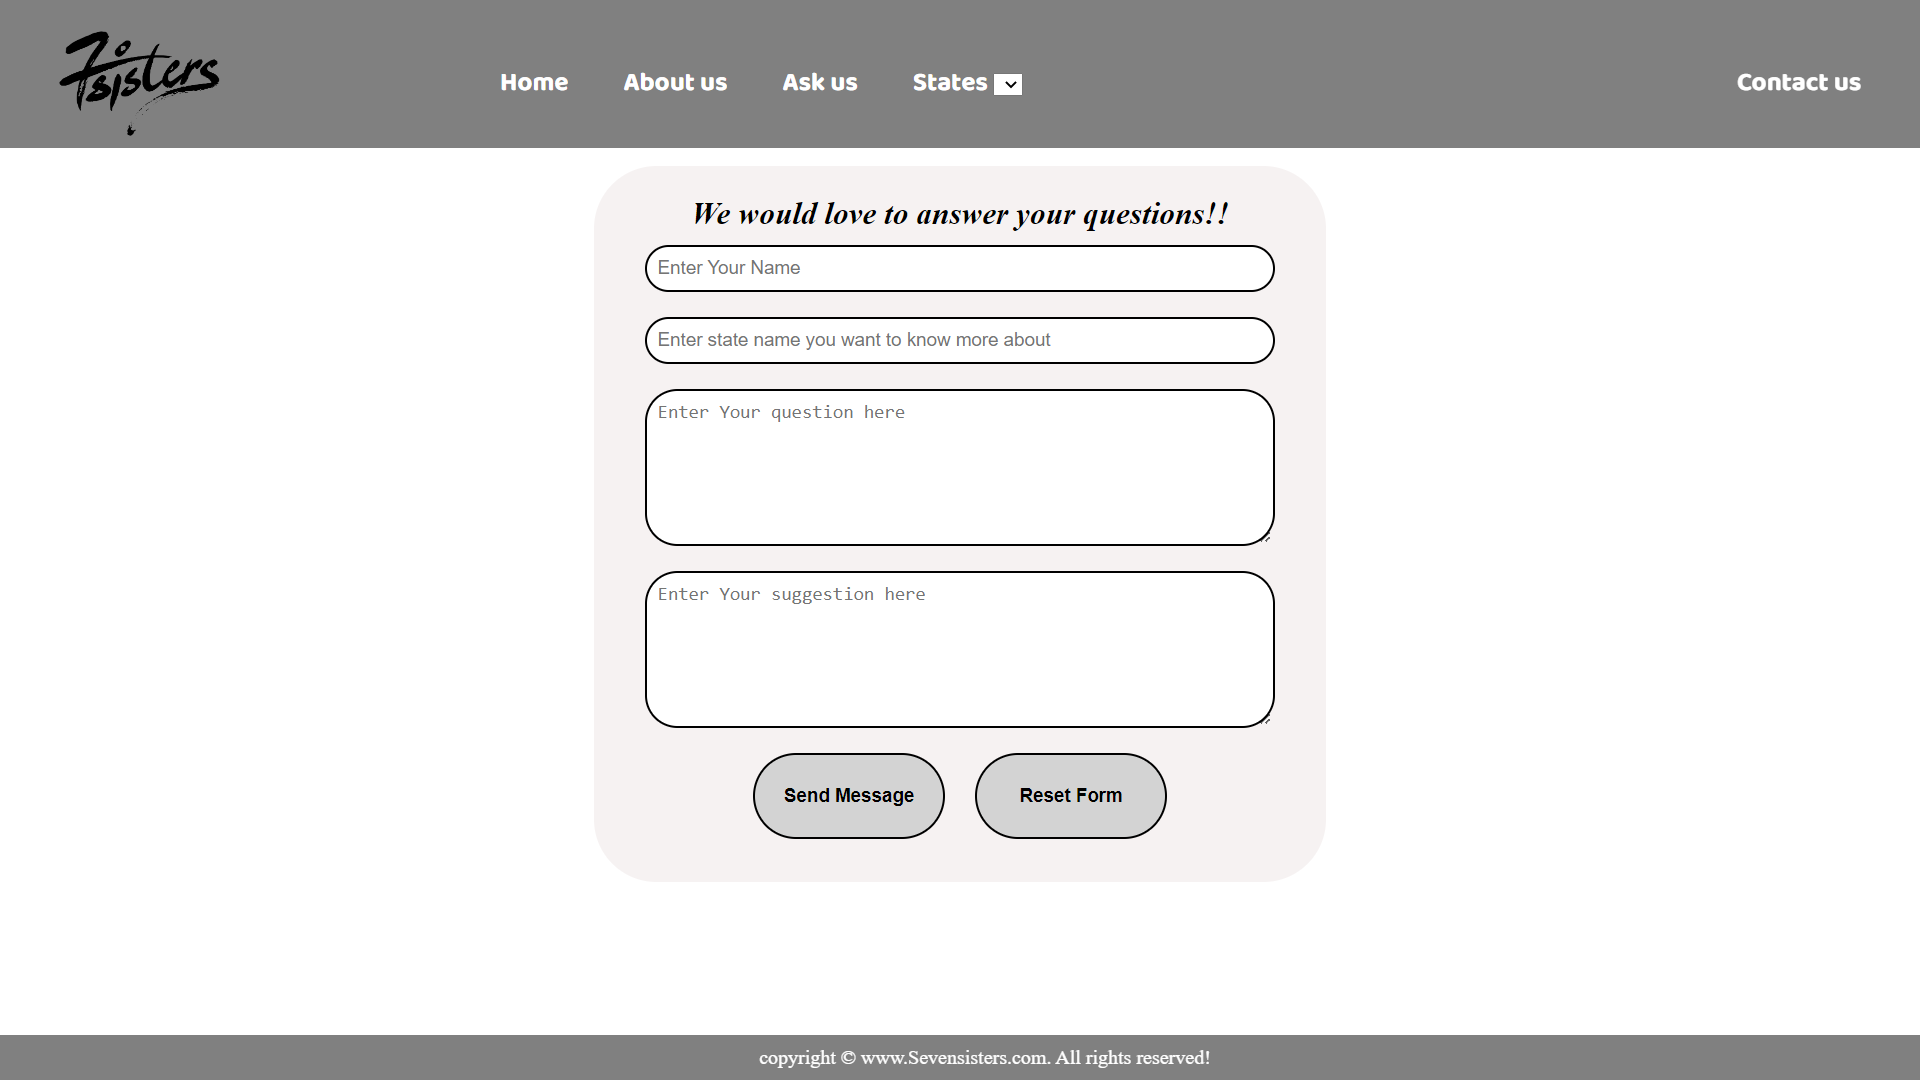 7sisters
Home About us Ask us States Contact us
We would love to answer your questions!!
Enter Your Name
Enter state name you want to know more about
Enter Your question here
Enter Your suggestion here
Send Message Reset Form
copyright © www.Sevensisters.com. All rights reserved!